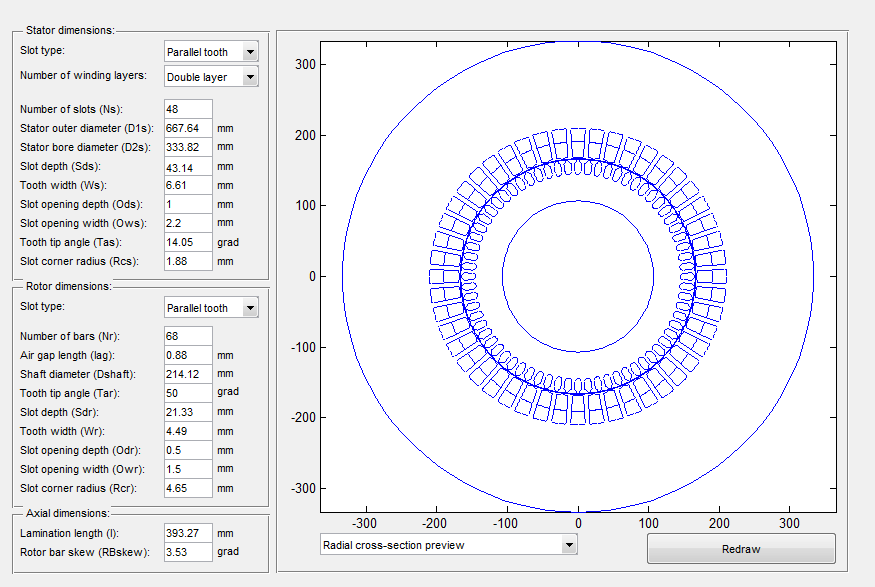 Stator dimensions:
Slot type: Parallel tooth
Number of winding layers: Double layer
Number of slots (Ns): 48
Stator outer diameter (D1s): 667.64 mm
Stator bore diameter (D2s): 333.82 mm
Slot depth (Sds): 43.14 mm
Tooth width (Ws): 6.61 mm
Slot opening depth (Ods): 1 mm
Slot opening width (Ows): 2.2 mm
Tooth tip angle (Tas): 14.05 grad
Slot corner radius (Rcs): 1.88 mm
Rotor dimensions:
Slot type: Parallel tooth
Number of bars (Nr): 68
Air gap length (lag): 0.88 mm
Shaft diameter (Dshaft): 214.12 mm
Tooth tip angle (Tar): 50 grad
Slot depth (Sdr): 21.33 mm
Tooth width (Wr): 4.49 mm
Slot opening depth (Odr): 0.5 mm
Slot opening width (Owr): 1.5 mm
Slot corner radius (Rcr): 4.65 mm
Axial dimensions:
Lamination length (l): 393.27 mm
Rotor bar skew (RBskew): 3.53 grad
300
200
100
0
-100
-200
-300
-300 -200 -100 0 100 200 300
Radial cross-section preview
Redraw